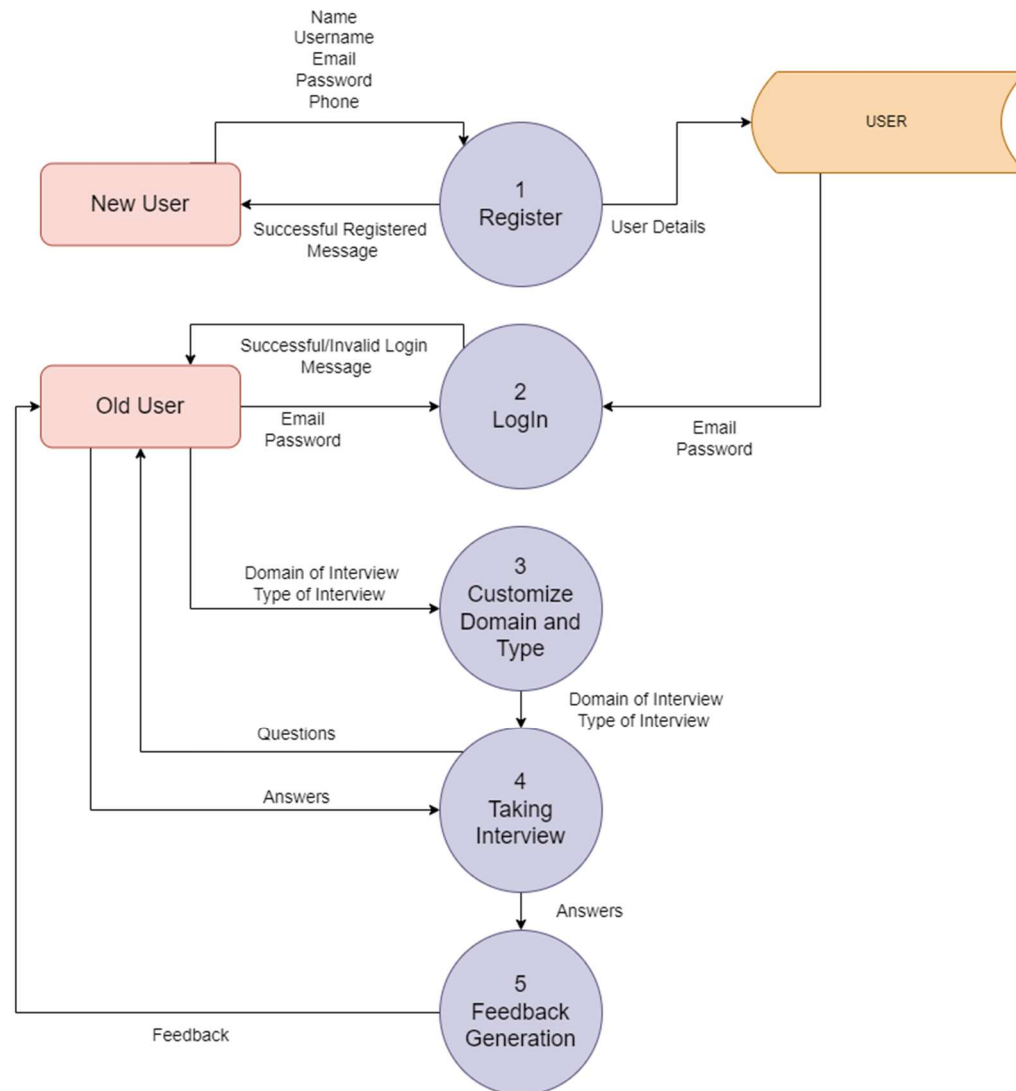 Name
Username
Email
Password
Phone
USER
1
Register
New User
Successful Registered
Message
User Details
Successful/Invalid Login
Message
2
LogIn
Old User
Email
Password
Email
Password
3
Customize
Domain and
Type
Domain of Interview
Type of Interview
Domain of Interview
Type of Interview
Questions
4
Taking
Interview
Answers
Answers
5
Feedback
Generation
Feedback